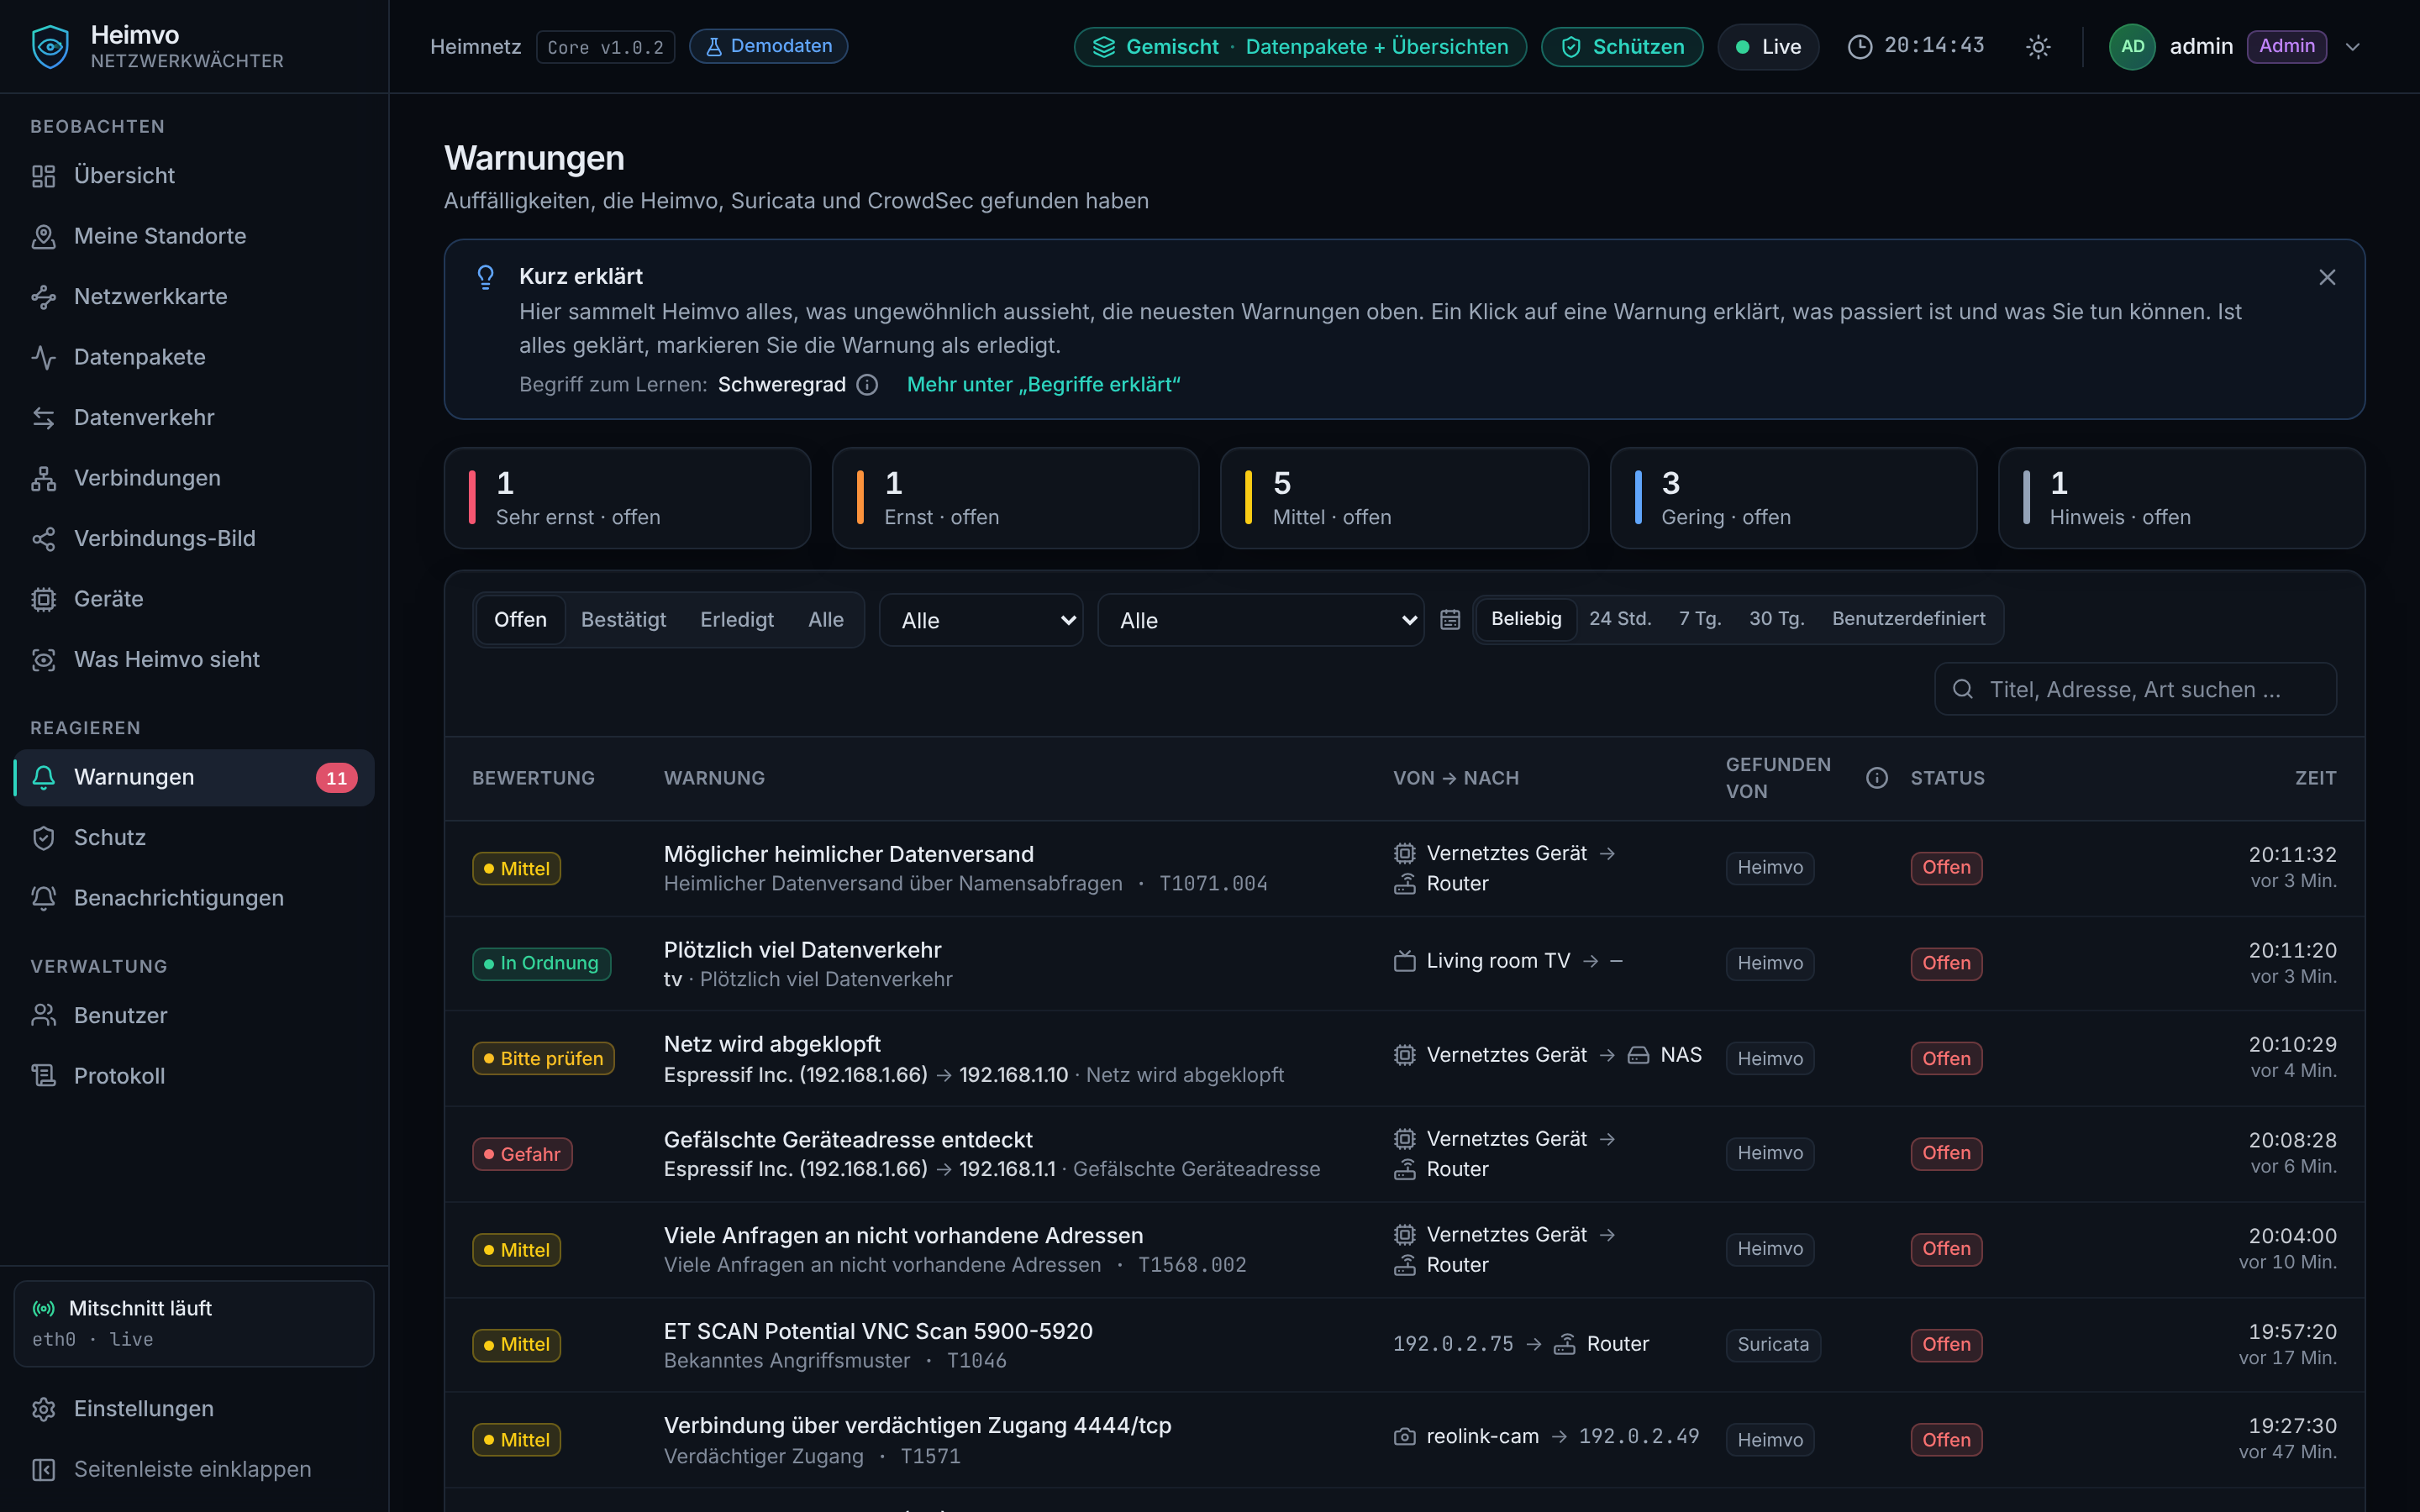 Heimvo
NETZWERKWÄCHTER
Heimnetz Core v1.0.2 Demodaten Gemischt · Datenpakete + Übersichten Schützen Live 20:14:43 AD admin Admin
BEOBACHTEN
Übersicht
Meine Standorte
Netzwerkkarte
Datenpakete
Datenverkehr
Verbindungen
Verbindungs-Bild
Geräte
Was Heimvo sieht
REAGIEREN
Warnungen 11
Schutz
Benachrichtigungen
VERWALTUNG
Benutzer
Protokoll
Mitschnitt läuft
eth0 · live
Einstellungen
Seitenleiste einklappen
Warnungen
Auffälligkeiten, die Heimvo, Suricata und CrowdSec gefunden haben
Kurz erklärt
Hier sammelt Heimvo alles, was ungewöhnlich aussieht, die neuesten Warnungen oben. Ein Klick auf eine Warnung erklärt, was passiert ist und was Sie tun können. Ist
alles geklärt, markieren Sie die Warnung als erledigt.
Begriff zum Lernen: Schweregrad Mehr unter „Begriffe erklärt“
1
Sehr ernst · offen
1
Ernst · offen
5
Mittel · offen
3
Gering · offen
1
Hinweis · offen
Offen Bestätigt Erledigt Alle Alle Alle Beliebig 24 Std. 7 Tg. 30 Tg. Benutzerdefiniert
Titel, Adresse, Art suchen ...
BEWERTUNG WARNUNG VON → NACH GEFUNDEN VON STATUS ZEIT
Mittel Möglicher heimlicher Datenversand Vernetztes Gerät → Router Heimvo Offen 20:11:32
Heimlicher Datenversand über Namensabfragen · T1071.004 vor 3 Min.
In Ordnung Plötzlich viel Datenverkehr Living room TV → – Heimvo Offen 20:11:20
tv · Plötzlich viel Datenverkehr vor 3 Min.
Bitte prüfen Netz wird abgeklopft Vernetztes Gerät → NAS Heimvo Offen 20:10:29
Espressif Inc. (192.168.1.66) → 192.168.1.10 · Netz wird abgeklopft vor 4 Min.
Gefahr Gefälschte Geräteadresse entdeckt Vernetztes Gerät → Router Heimvo Offen 20:08:28
Espressif Inc. (192.168.1.66) → 192.168.1.1 · Gefälschte Geräteadresse vor 6 Min.
Mittel Viele Anfragen an nicht vorhandene Adressen Vernetztes Gerät → Router Heimvo Offen 20:04:00
Viele Anfragen an nicht vorhandene Adressen · T1568.002 vor 10 Min.
Mittel ET SCAN Potential VNC Scan 5900-5920 192.0.2.75 → Router Suricata Offen 19:57:20
Bekanntes Angriffsmuster · T1046 vor 17 Min.
Mittel Verbindung über verdächtigen Zugang 4444/tcp reolink-cam → 192.0.2.49 Heimvo Offen 19:27:30
Verdächtiger Zugang · T1571 vor 47 Min.